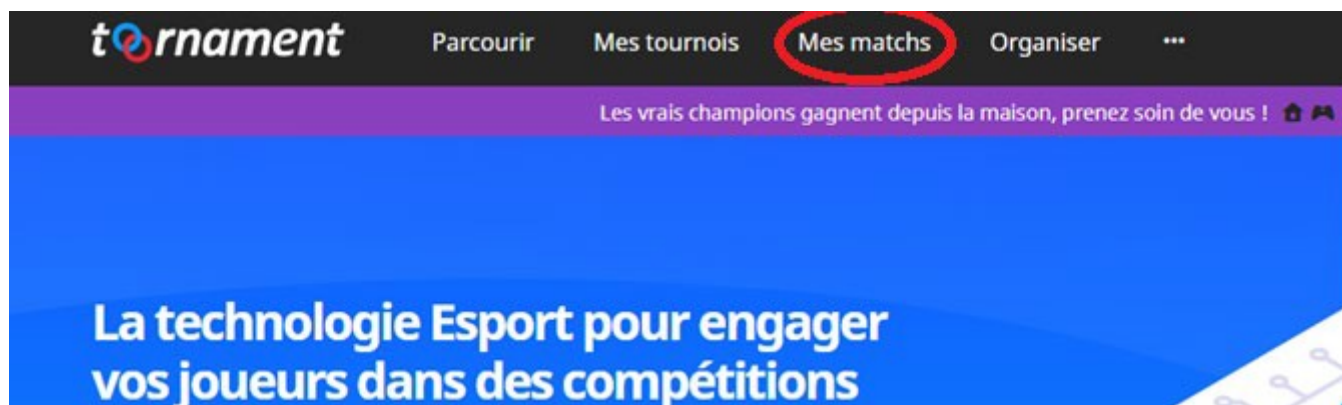 toornament Parcourir Mes tournois Mes matchs Organiser ...
Les vrais champions gagnent depuis la maison, prenez soin de vous !
La technologie Esport pour engager
vos joueurs dans des compétitions